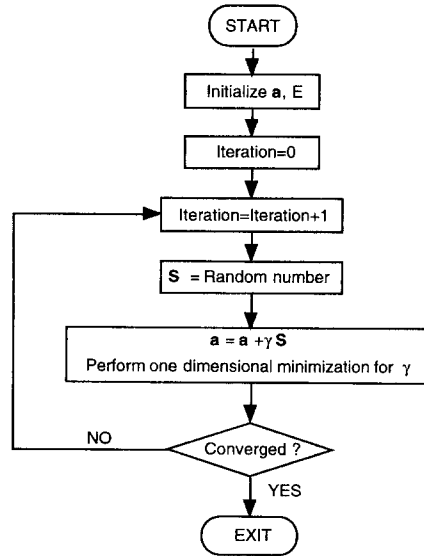 START
Initialize a, E
Iteration=0
Iteration=Iteration+1
S = Random number
a = a +γ S
Perform one dimensional minimization for γ
Converged ?
NO
YES
EXIT